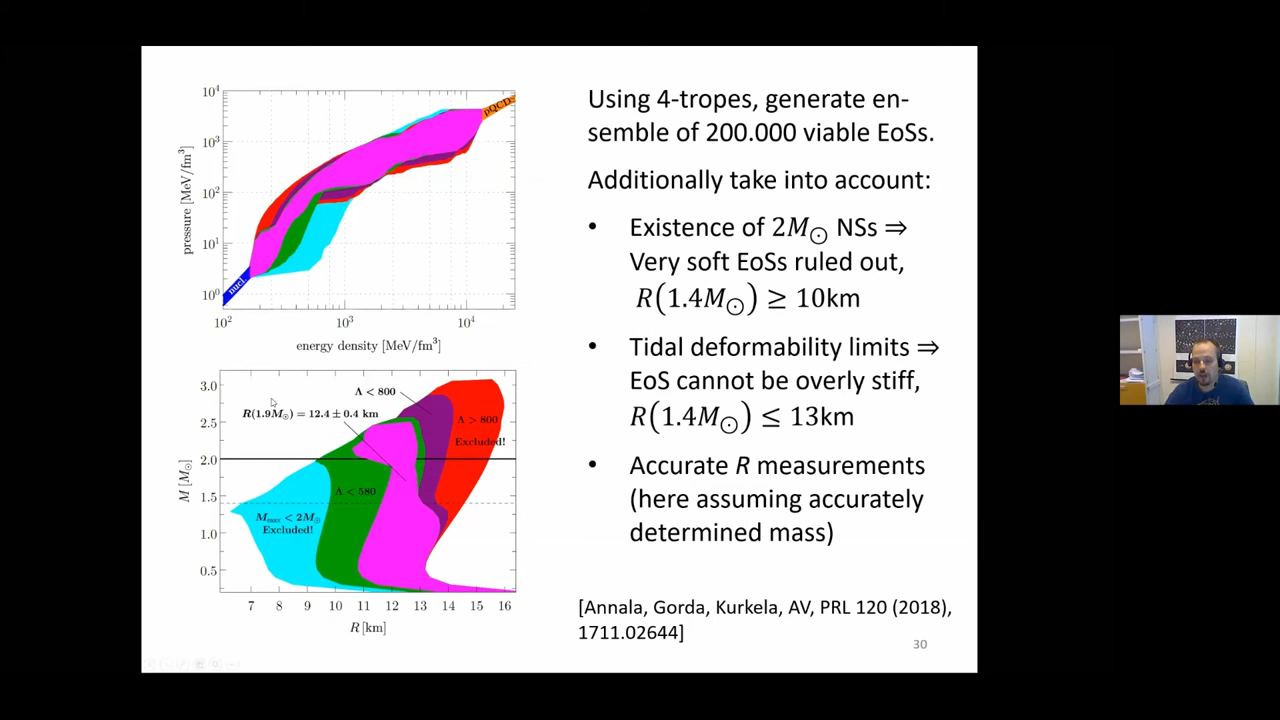 10⁴
10³
10²
10¹
10⁰
pressure [MeV/fm³]
pQCD
nucl.
10² 10³ 10⁴
energy density [MeV/fm³]
3.0
2.5
2.0
1.5
1.0
0.5
M [M☉]
Λ < 800
R(1.9M☉) = 12.4 ± 0.4 km
Λ > 800
Excluded!
Λ < 580
Mmax < 2M☉
Excluded!
7 8 9 10 11 12 13 14 15 16
R [km]
Using 4-tropes, generate en-
semble of 200.000 viable EoSs.
Additionally take into account:
• Existence of 2M☉ NSs ⇒
Very soft EoSs ruled out,
R(1.4M☉) ≥ 10km
• Tidal deformability limits ⇒
EoS cannot be overly stiff,
R(1.4M☉) ≤ 13km
• Accurate R measurements
(here assuming accurately
determined mass)
[Annala, Gorda, Kurkela, AV, PRL 120 (2018),
1711.02644]
30